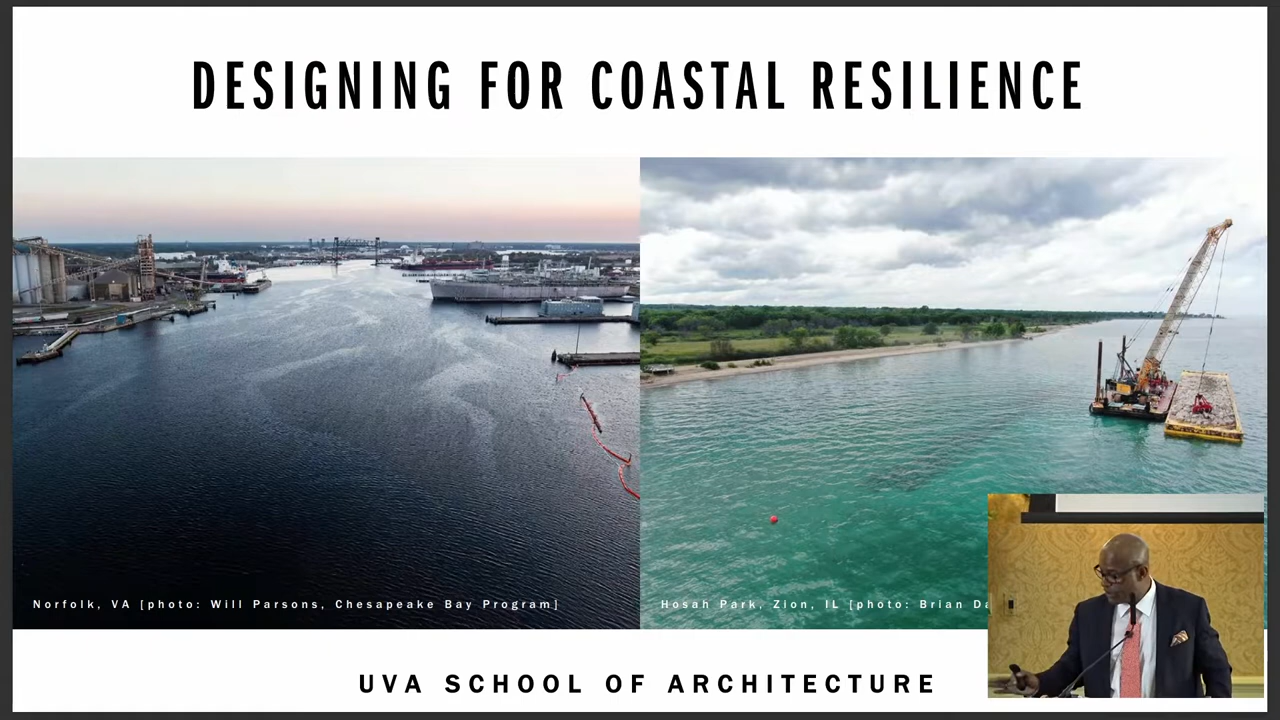 DESIGNING FOR COASTAL RESILIENCE
Norfolk, VA [photo: Will Parsons, Chesapeake Bay Program]
Hosah Park, Zion, IL [photo: Brian
UVA SCHOOL OF ARCHITECTURE